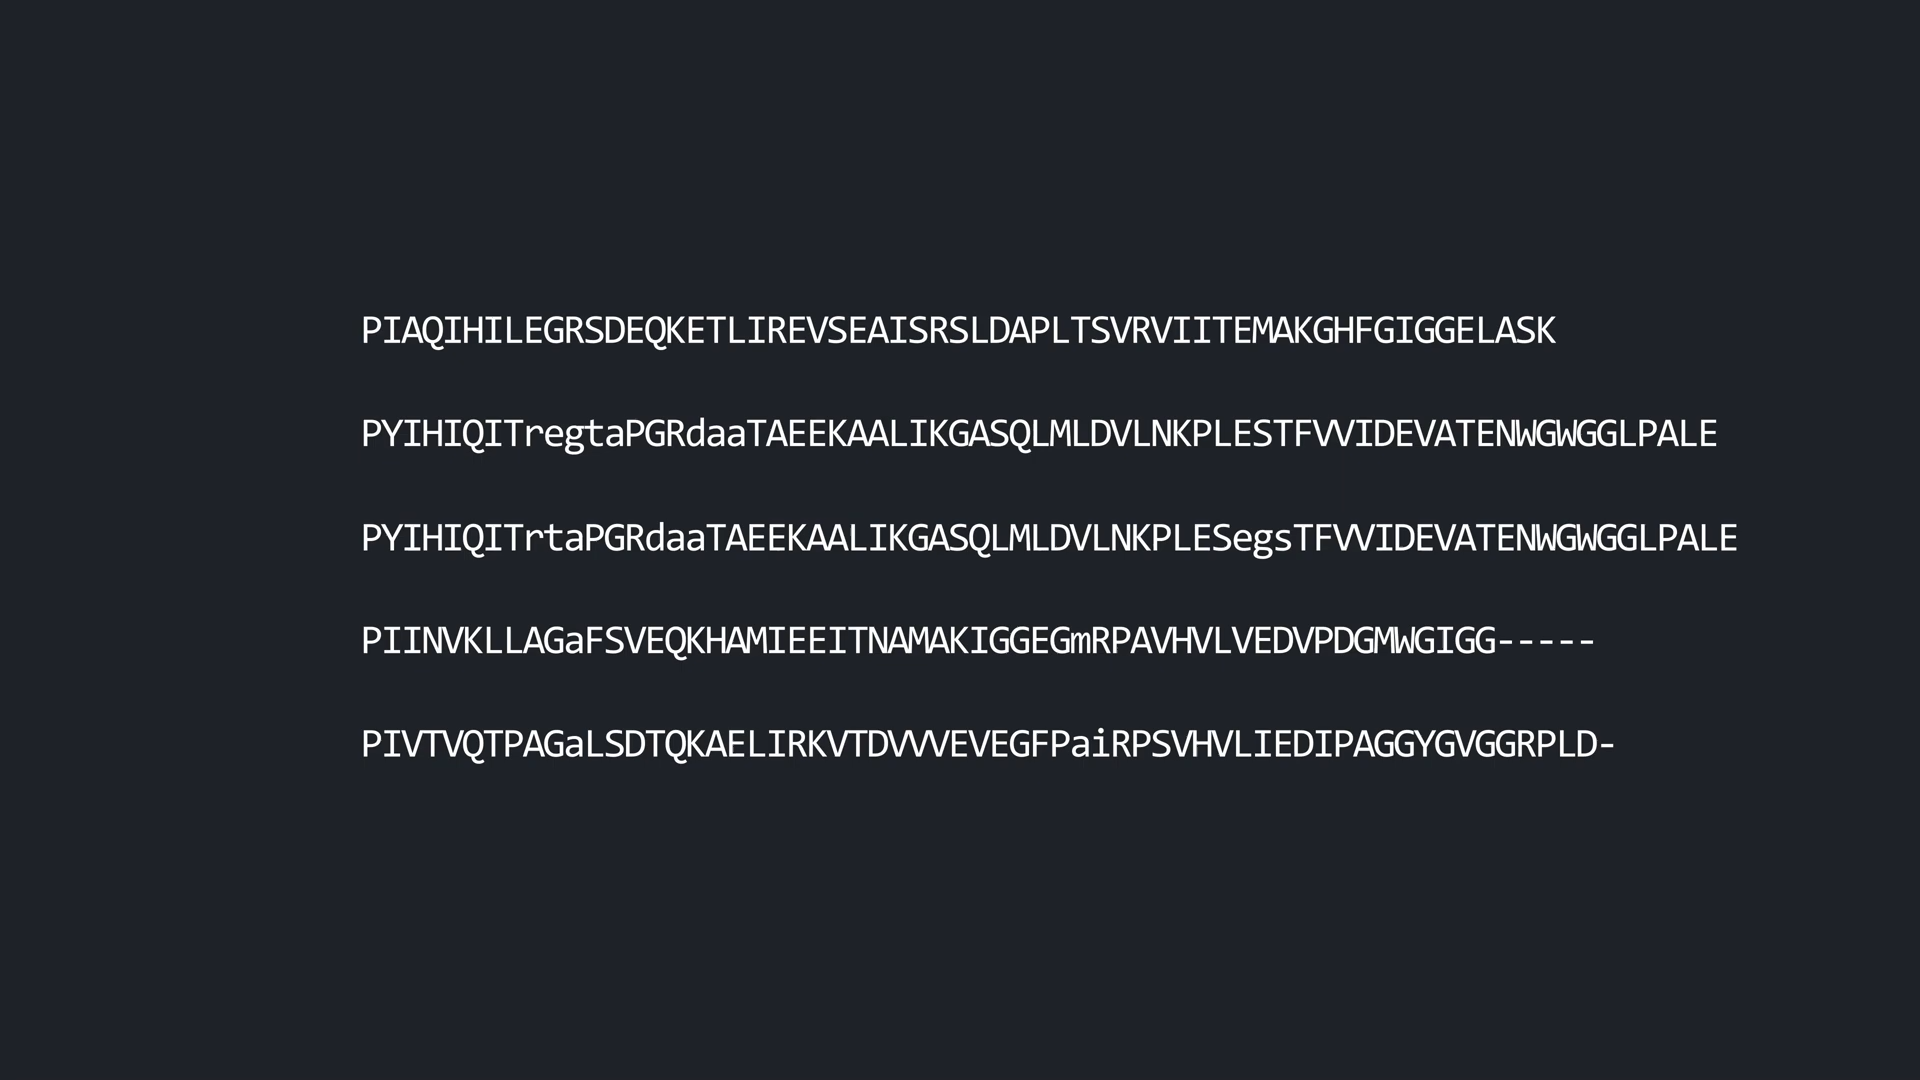 PIAQIHILEGRSDEQKETLIREVSEAISRSLDAPLTSVRVIITEMAKGHFGIGGELASK
PYIHIQITregtaPGRdaaTAEEKAALIKGASQLMLDVLNKPLESTFVVIDEVATENWGWGGLPALE
PYIHIQITrtaPGRdaaTAEEKAALIKGASQLMLDVLNKPLESegsTFVVIDEVATENWGWGGLPALE
PIINVKLLAGaFSVEQKHAMIEEITNAMAKIGGEGmRPAVHVLVEDVPDGMWGIGG-----
PIVTVQTPAGaLSDTQKAELIRKVTDVVVEVEGFPaiRPSVHVLIEDIPAGGYGVGGRPLD-